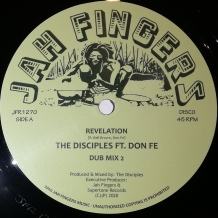 JAH FINGERS
JFR1270
SIDE A
DISCO
45 RPM
REVELATION
THE DISCIPLES FT. DON FE
DUB MIX 2
Produced & Mixed by: The Disciples
Executive Producer:
Jah Fingers &
Supertone Records